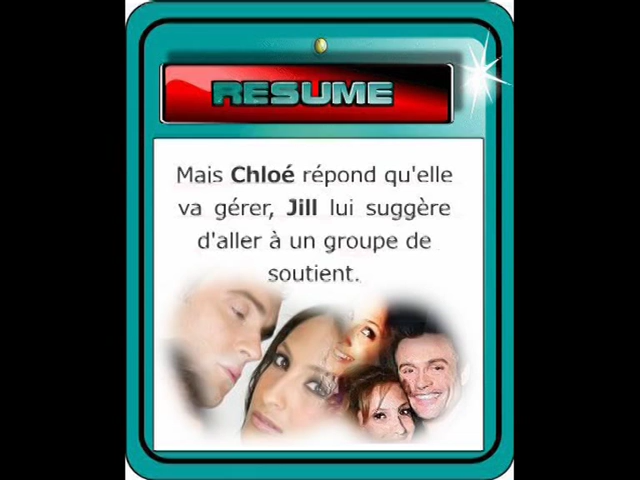 RESUME
Mais Chloé répond qu'elle
va gérer, Jill lui suggère
d'aller à un groupe de
soutient.